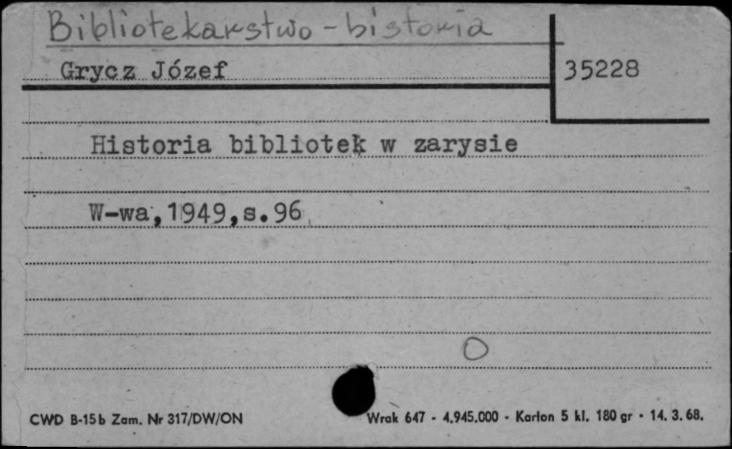 Bibliotekarstwo - historia
Grycz Józef
35228
Historia bibliotek w zarysie
W-wa, 1949, s. 96
CWD B-15b Zam. Nr 317/DW/ON
Wrak 647 - 4.945.000 - Karton 5 kl. 180 gr - 14. 3. 68.